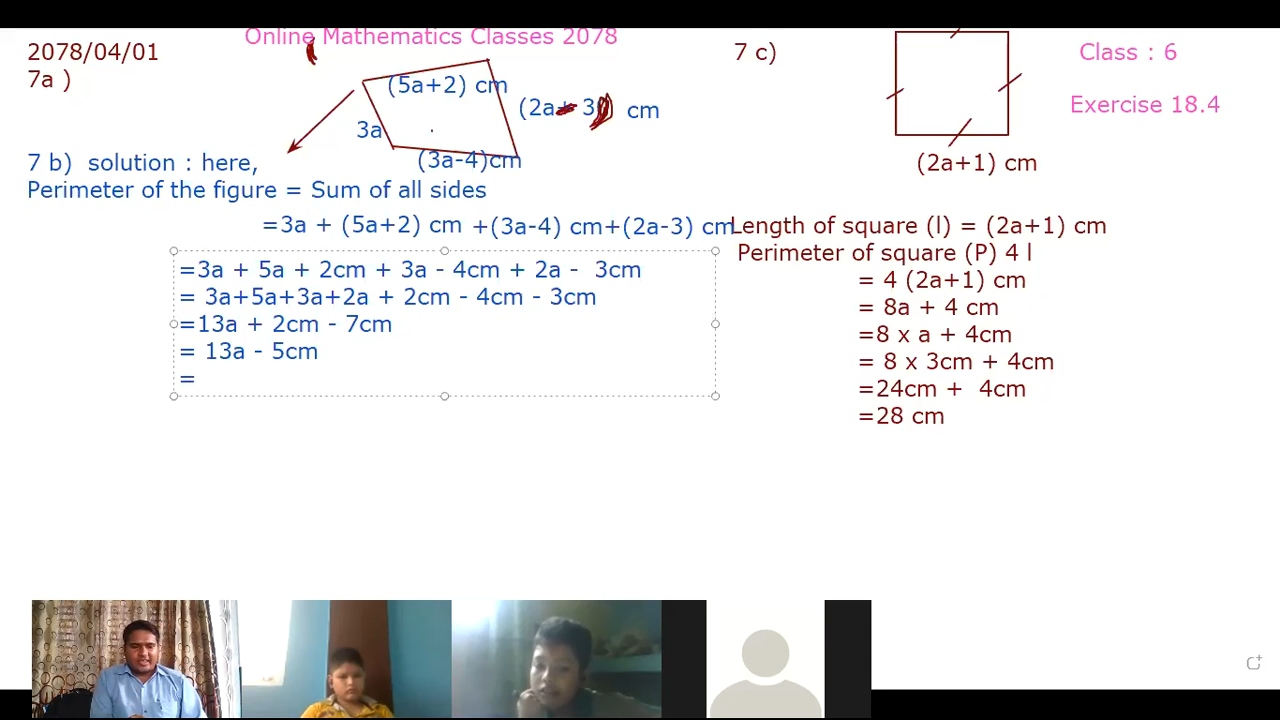 Online Mathematics Classes 2078
2078/04/01
7a )
(5a+2) cm
(2a- 3) cm
3a
(3a-4)cm
7 b) solution : here,
Perimeter of the figure = Sum of all sides
=3a + (5a+2) cm +(3a-4) cm+(2a-3) cm
=3a + 5a + 2cm + 3a - 4cm + 2a - 3cm
= 3a+5a+3a+2a + 2cm - 4cm - 3cm
=13a + 2cm - 7cm
= 13a - 5cm
=
7 c)
Class : 6
Exercise 18.4
(2a+1) cm
Length of square (l) = (2a+1) cm
Perimeter of square (P) 4 l
= 4 (2a+1) cm
= 8a + 4 cm
=8 x a + 4cm
= 8 x 3cm + 4cm
=24cm + 4cm
=28 cm